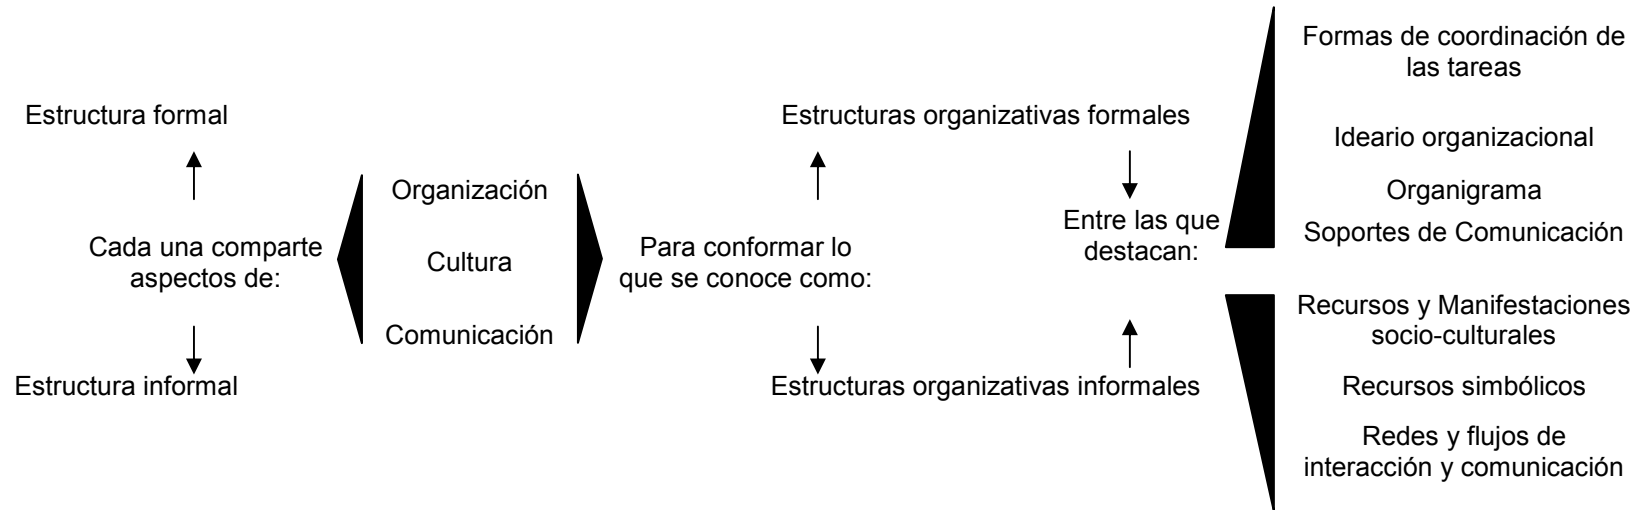 Estructura formal
Cada una comparte
aspectos de:
Estructura informal
Organización
Cultura
Comunicación
Para conformar lo
que se conoce como:
Estructuras organizativas formales
Entre las que
destacan:
Estructuras organizativas informales
Formas de coordinación de
las tareas
Ideario organizacional
Organigrama
Soportes de Comunicación
Recursos y Manifestaciones
socio-culturales
Recursos simbólicos
Redes y flujos de
interacción y comunicación